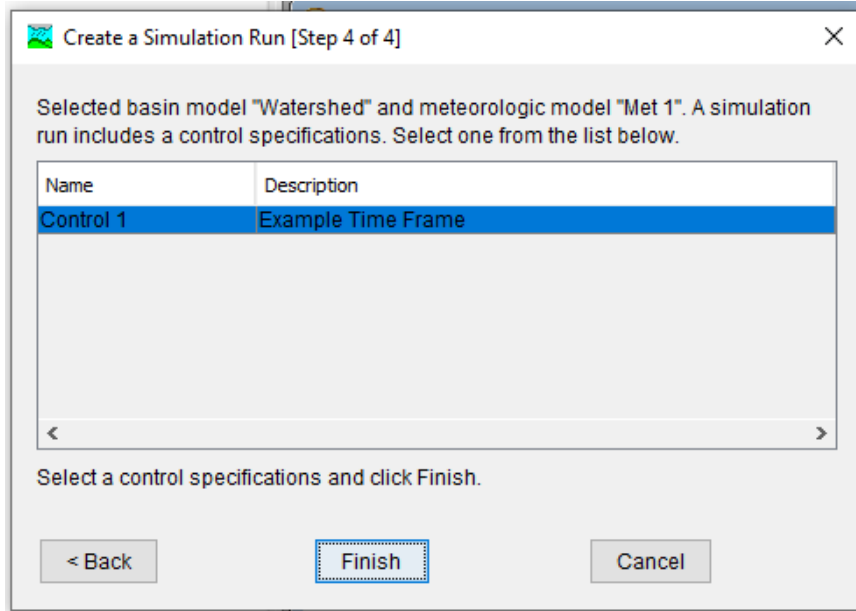 Create a Simulation Run [Step 4 of 4]
Selected basin model "Watershed" and meteorologic model "Met 1". A simulation
run includes a control specifications. Select one from the list below.
Name Description
Control 1 Example Time Frame
Select a control specifications and click Finish.
< Back Finish Cancel